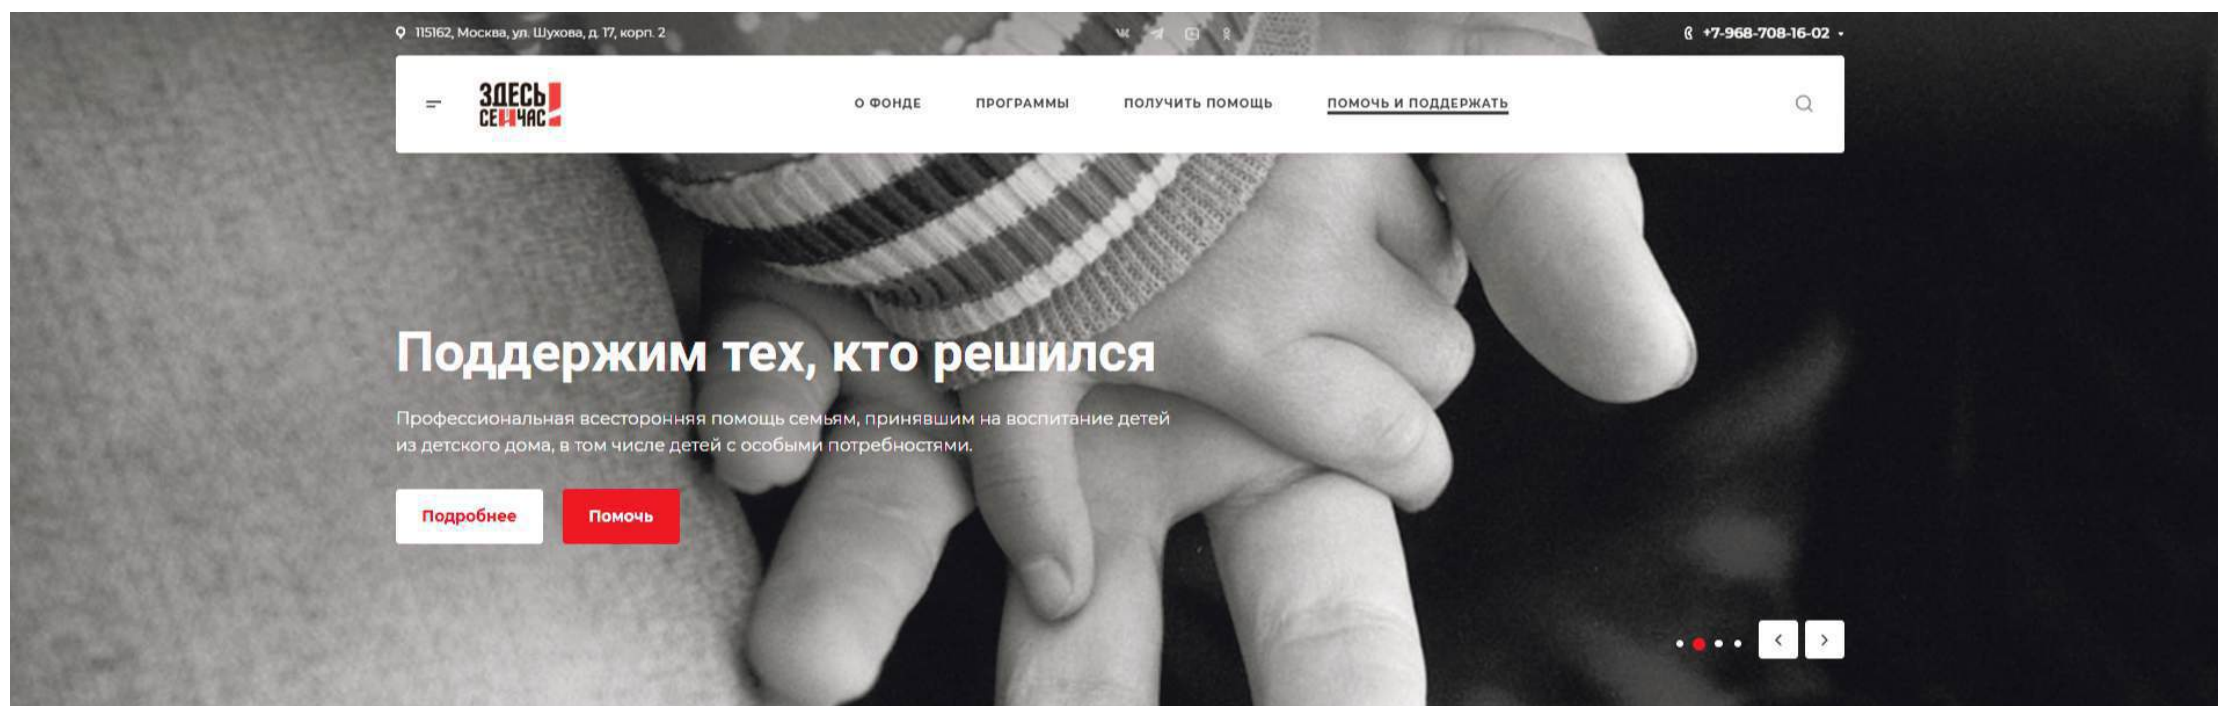 115162, Москва, ул. Шухова, д. 17, корп. 2
+7-968-708-16-02
ЗДЕСЬ
СЕЙЧАС
О ФОНДЕ
ПРОГРАММЫ
ПОЛУЧИТЬ ПОМОЩЬ
ПОМОЧЬ И ПОДДЕРЖАТЬ
Поддержим тех, кто решился
Профессиональная всесторонняя помощь семьям, принявшим на воспитание детей
из детского дома, в том числе детей с особыми потребностями.
Подробнее
Помочь